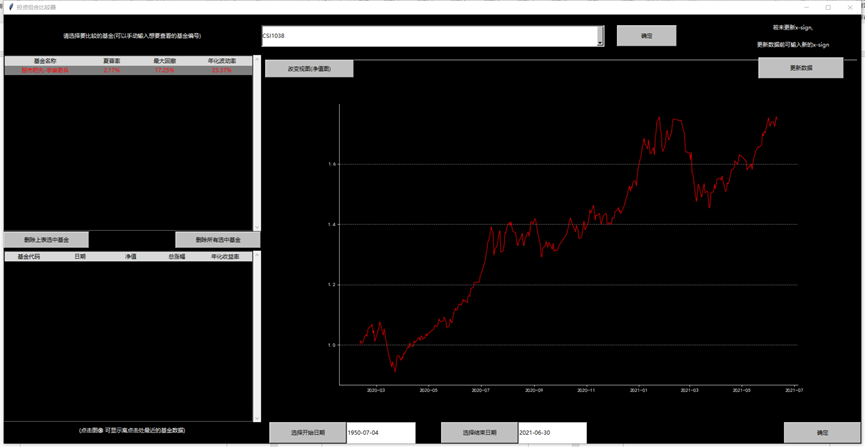 投资组合比较器
请选择要比较的基金(可以手动输入想要查看的基金编号)
CSI1038
确定
若未更新x-sign,
更新数据前可输入新的x-sign
基金名称 夏普率 最大回撤 年化波动率
2.77% -17.25% 25.37%
改变视图(净值图)
更新数据
删除上表选中基金
删除所有选中基金
基金代码 日期 净值 总涨幅 年化收益率
1.6
1.4
1.2
1.0
2020-03 2020-05 2020-07 2020-09 2020-11 2021-01 2021-03 2021-05 2021-07
(点击图像 可显示离点击处最近的基金数据)
选择开始日期 1950-07-04
选择结束日期 2021-06-30
确定